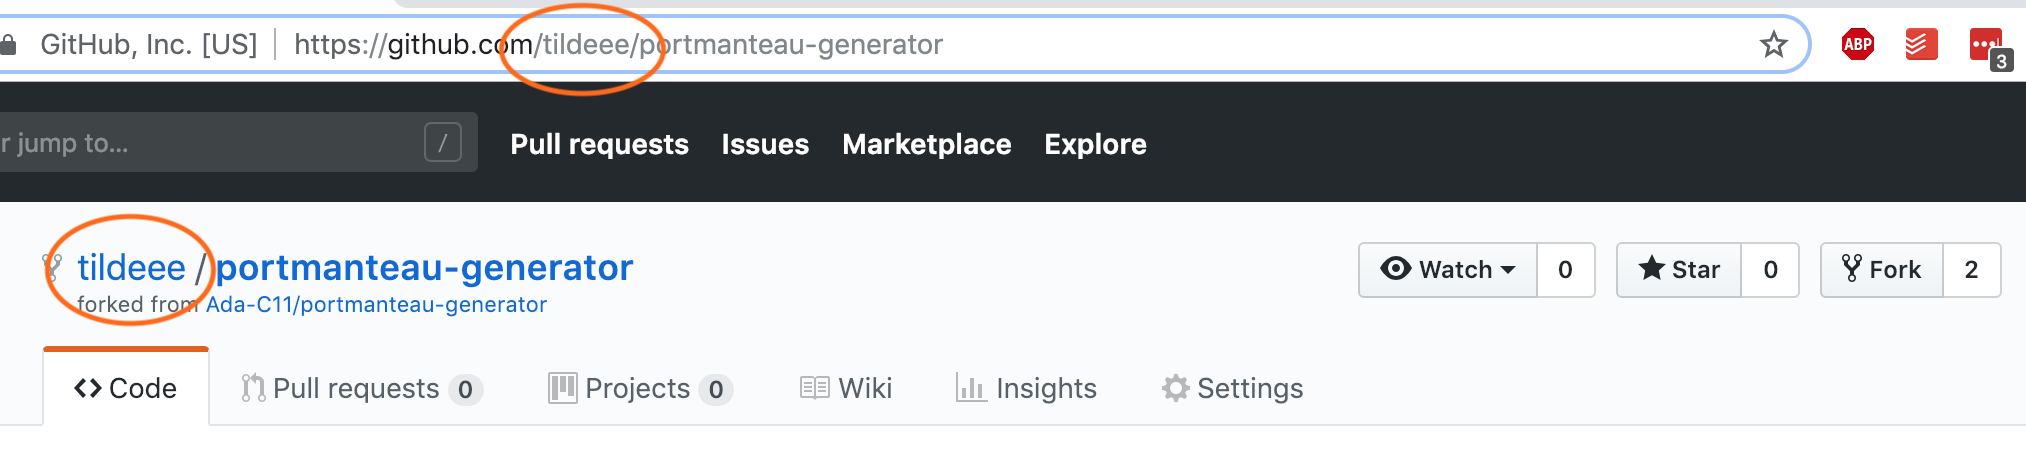 GitHub, Inc. [US] | https://github.com/tildeee/portmanteau-generator
ABP
3
r jump to... /
Pull requests Issues Marketplace Explore
tildeee / portmanteau-generator
forked from Ada-C11/portmanteau-generator
Watch 0 Star 0 Fork 2
Code Pull requests 0 Projects 0 Wiki Insights Settings